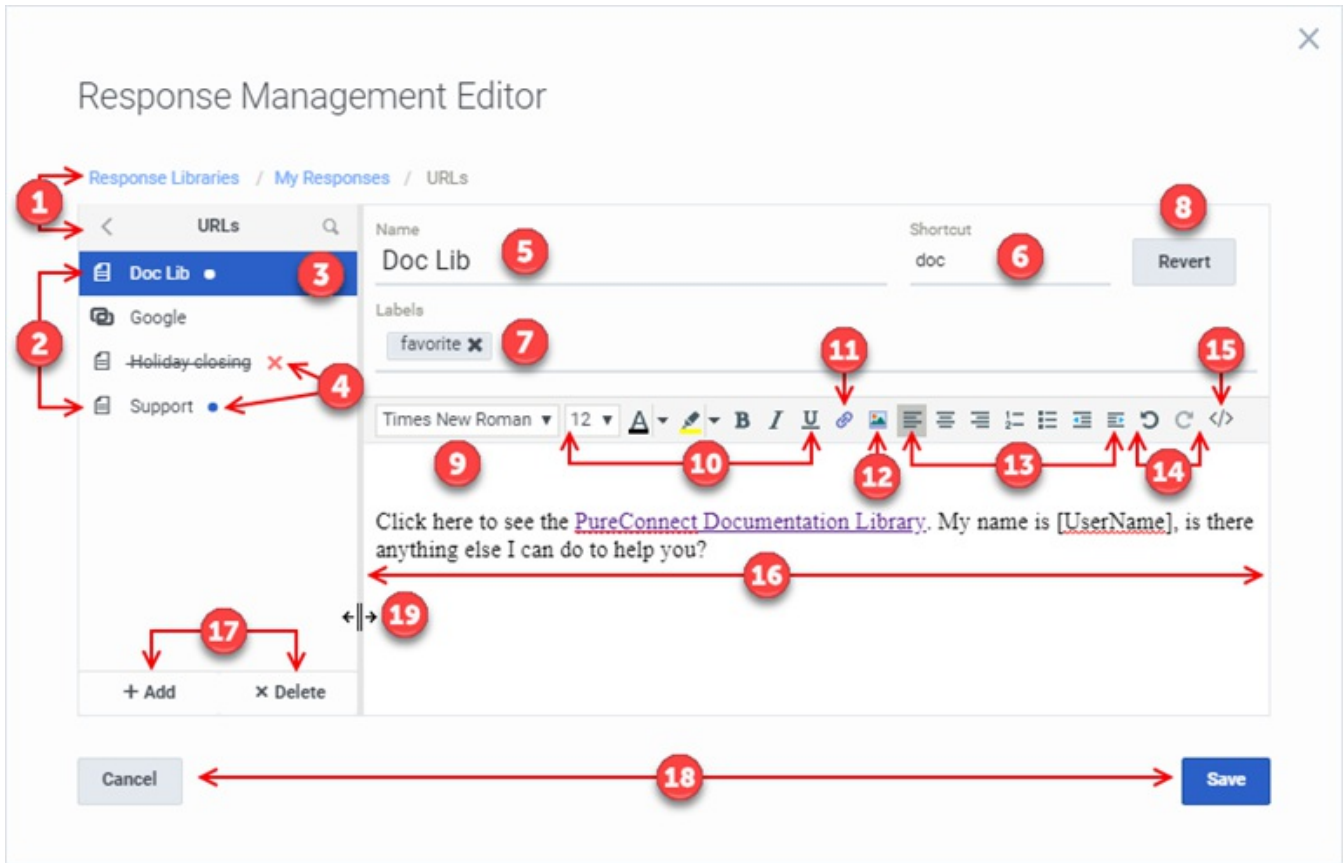 Response Management Editor
Response Libraries / My Responses / URLs
1
URLs
Name
Doc Lib
5
Shortcut
doc
6
8
Revert
2
Doc Lib
3
Google
Holiday closing
4
Support
Labels
favorite
7
11
15
Times New Roman
12
A
B
I
U
</>
9
10
12
13
14
Click here to see the PureConnect Documentation Library. My name is [UserName], is there
anything else I can do to help you?
16
19
17
+ Add
× Delete
Cancel
18
Save